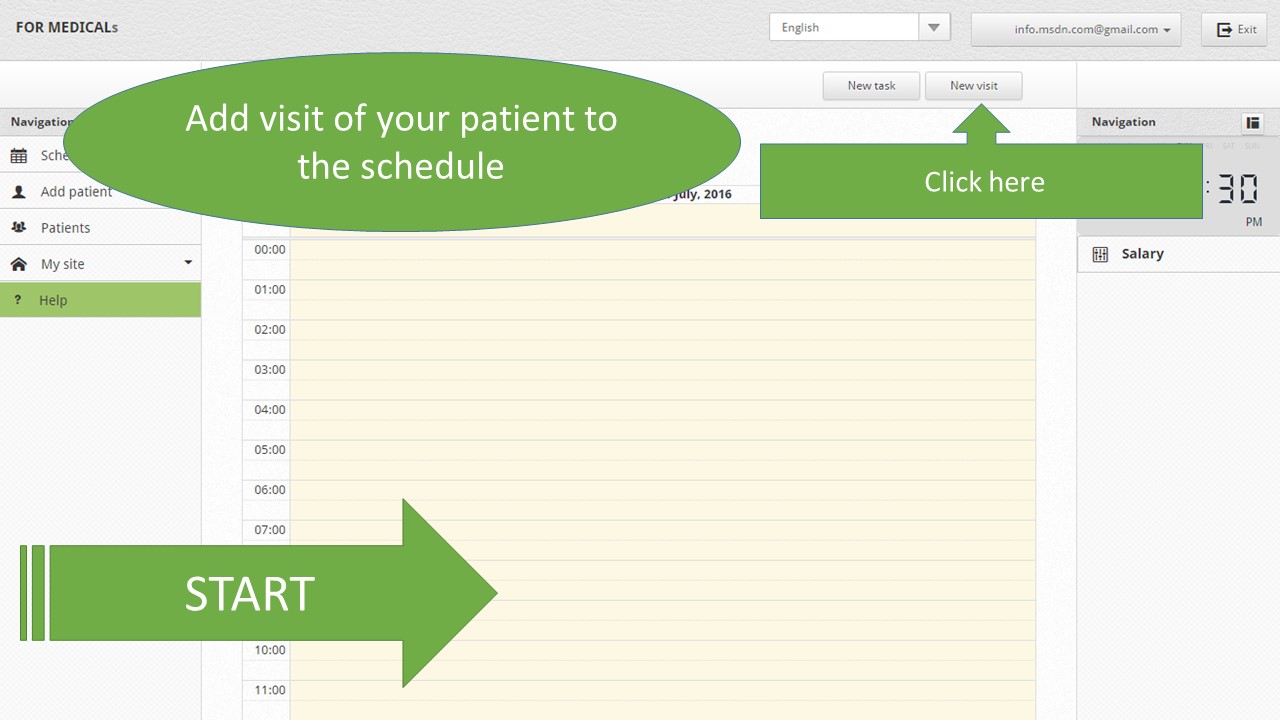 FOR MEDICALs
English
info.msdn.com@gmail.com
Exit
New task
New visit
Add visit of your patient to
the schedule
Click here
Navigation
Add patient
Patients
My site
? Help
Navigation
SAT SUN
:30
PM
Salary
July, 2016
00:00
01:00
02:00
03:00
04:00
05:00
06:00
07:00
START
10:00
11:00